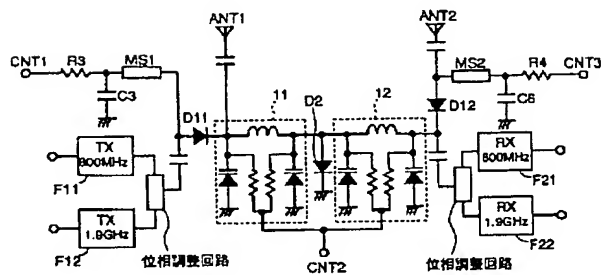 ANT1
ANT2
CNT1
R3
MS1
MS2
R4
CNT3
C3
C6
D11
11
D2
12
D12
TX
800MHz
F11
TX
1.9GHz
F12
位相調整回路
CNT2
RX
800MHz
F21
RX
1.9GHz
F22
位相調整回路